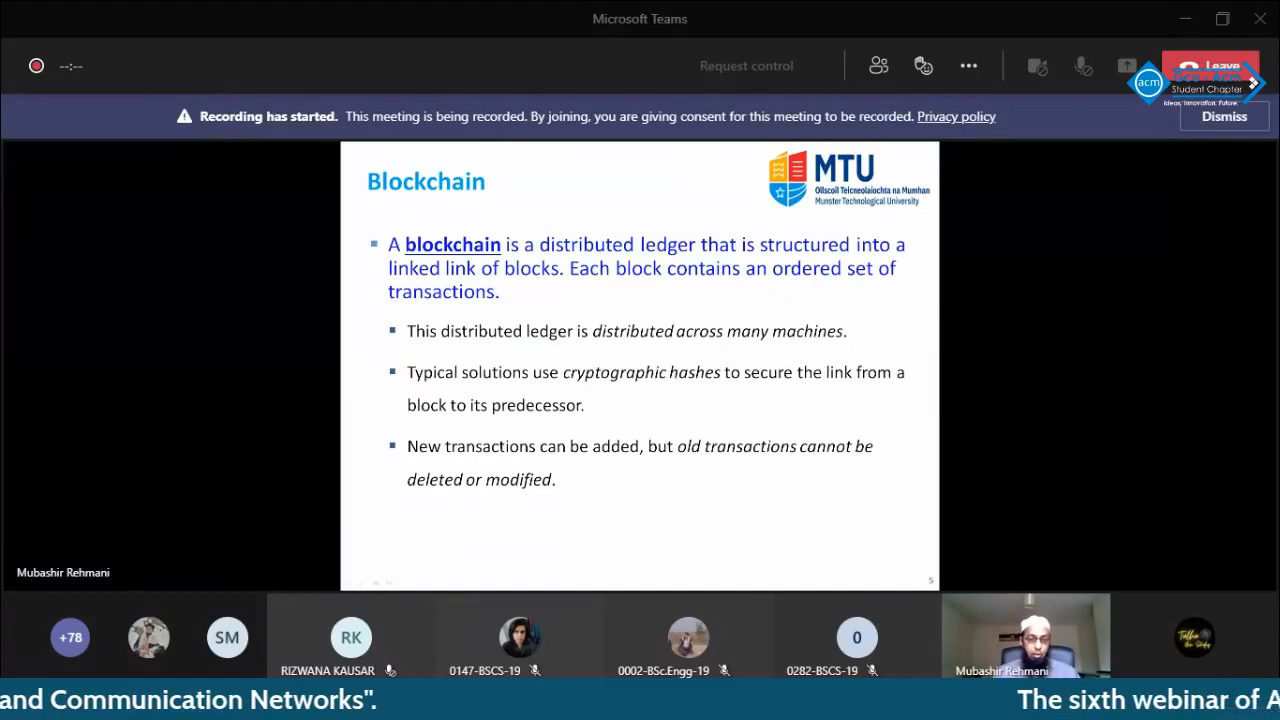 Microsoft Teams
--:--
Request control
Leave
acm
Student Chapter
Ideas. Innovation. Future.
Recording has started. This meeting is being recorded. By joining, you are giving consent for this meeting to be recorded. Privacy policy
Dismiss
Blockchain
MTU
Ollscoil Teicneolaíochta na Mumhan
Munster Technological University
A blockchain is a distributed ledger that is structured into a
linked link of blocks. Each block contains an ordered set of
transactions.
This distributed ledger is distributed across many machines.
Typical solutions use cryptographic hashes to secure the link from a
block to its predecessor.
New transactions can be added, but old transactions cannot be
deleted or modified.
5
Mubashir Rehmani
+78
SM
RK
0
RIZWANA KAUSAR
0147-BSCS-19
0002-BSc.Engg-19
0282-BSCS-19
Mubashir Rehmani
and Communication Networks".
The sixth webinar of A